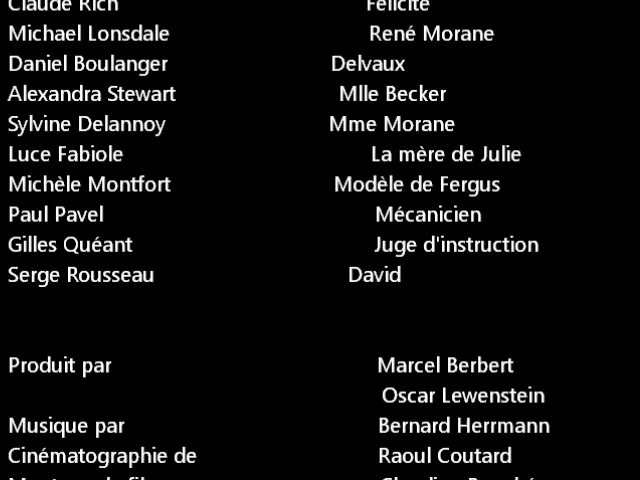 Claude Rich Félicité
Michael Lonsdale René Morane
Daniel Boulanger Delvaux
Alexandra Stewart Mlle Becker
Sylvine Delannoy Mme Morane
Luce Fabiole La mère de Julie
Michèle Montfort Modèle de Fergus
Paul Pavel Mécanicien
Gilles Quéant Juge d'instruction
Serge Rousseau David
Produit par Marcel Berbert
Oscar Lewenstein
Musique par Bernard Herrmann
Cinématographie de Raoul Coutard